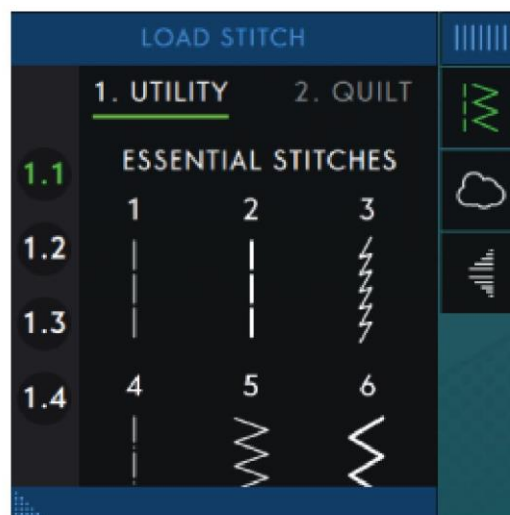 LOAD STITCH
1. UTILITY 2. QUILT
ESSENTIAL STITCHES
1.1
1 2 3
1.2
1.3
1.4
4 5 6